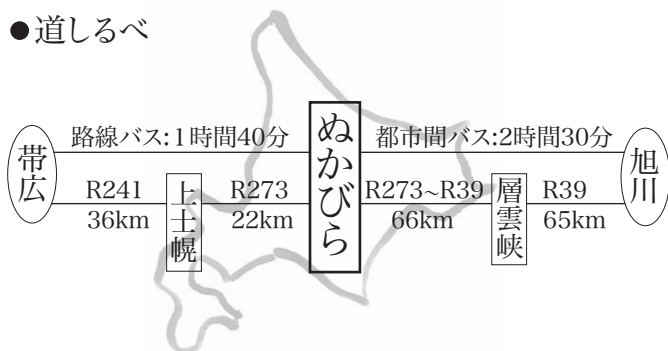 ●道しるべ
帯広
路線バス:1時間40分
ぬかびら
都市間バス:2時間30分
旭川
R241
36km
上士幌
R273
22km
R273~R39
66km
層雲峡
R39
65km